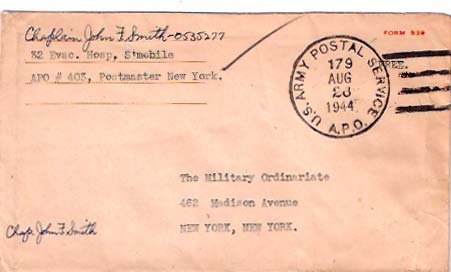 Chaplain John F. Smith-0535277
32 Evac. Hosp, S'mobile
APO # 403, Postmaster New York.
FORM 539
FREE.
U.S. ARMY POSTAL SERVICE
179
AUG
26
1944
A.P.O.
The Military Ordinariate
462 Madison Avenue
NEW YORK, NEW YORK.
Chap. John F. Smith